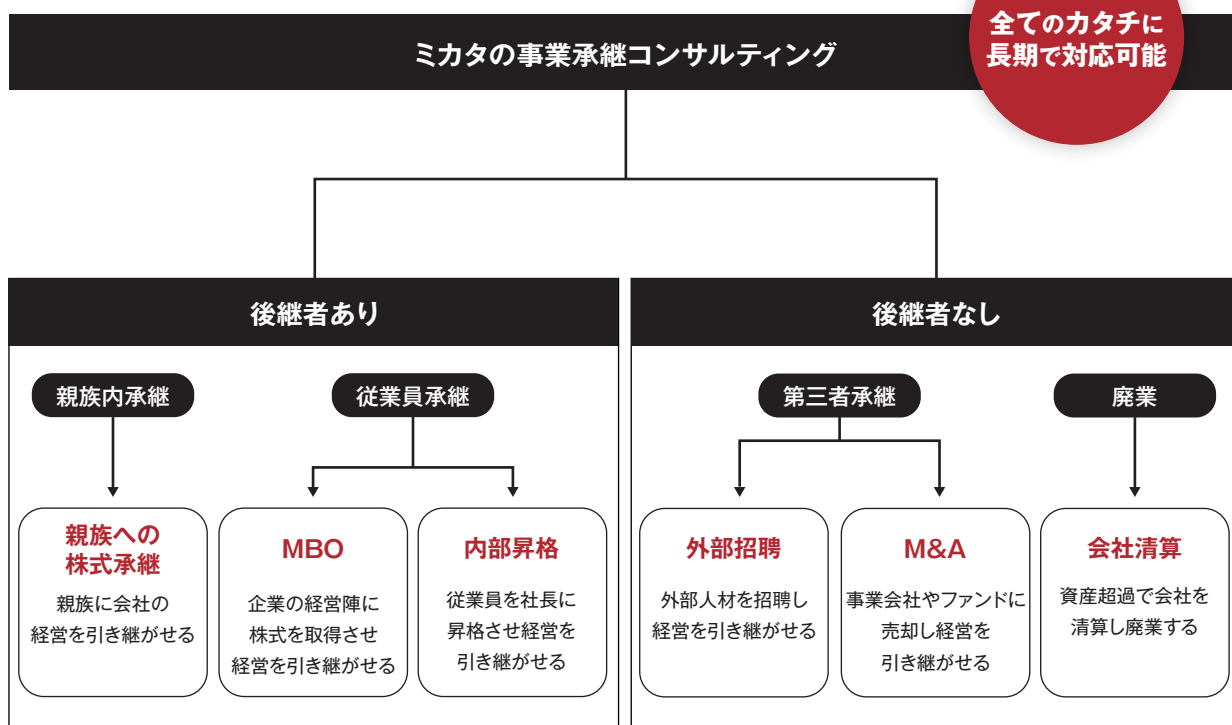 全てのカタチに
長期で対応可能
ミカタの事業承継コンサルティング
後継者あり
後継者なし
親族内承継
従業員承継
第三者承継
廃業
親族への
株式承継
親族に会社の
経営を引き継がせる
MBO
企業の経営陣に
株式を取得させ
経営を引き継がせる
内部昇格
従業員を社長に
昇格させ経営を
引き継がせる
外部招聘
外部人材を招聘し
経営を引き継がせる
M&A
事業会社やファンドに
売却し経営を
引き継がせる
会社清算
資産超過で会社を
清算し廃業する